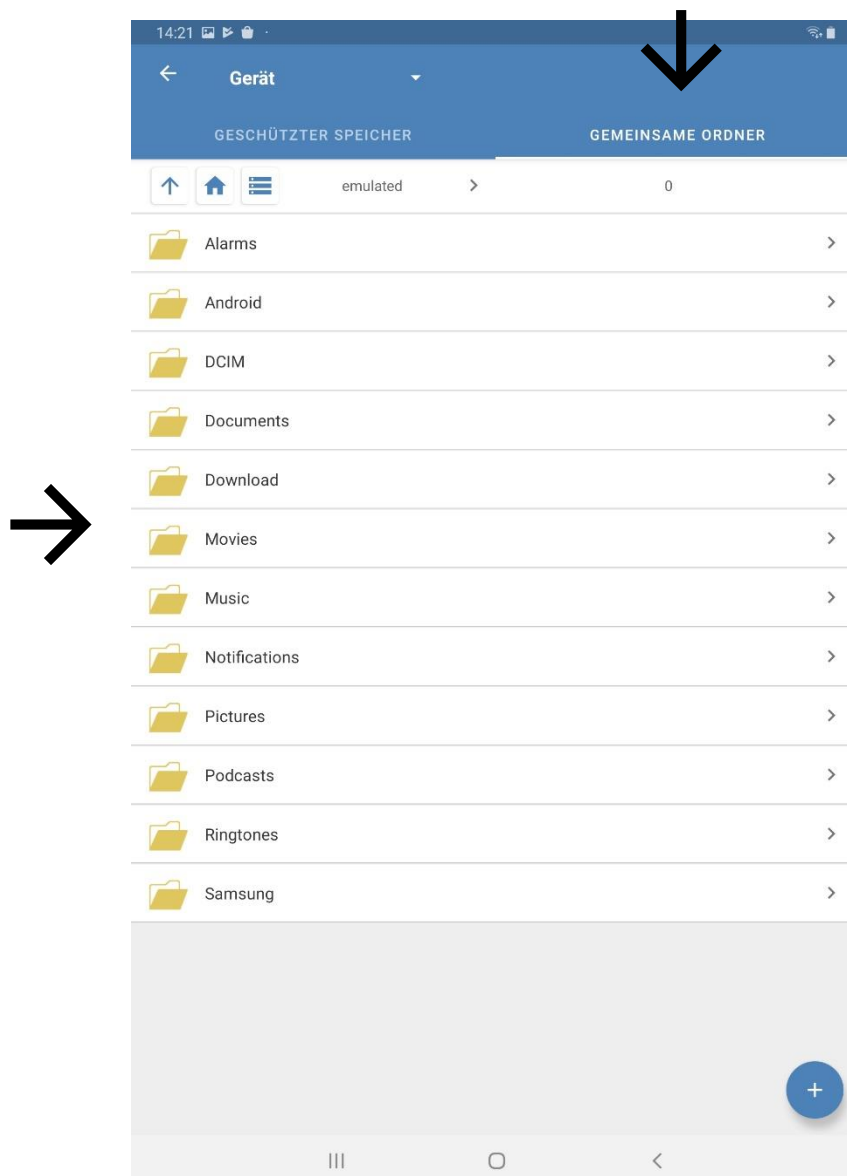 14:21
Gerät
GESCHÜTZTER SPEICHER GEMEINSAME ORDNER
emulated 0
Alarms
Android
DCIM
Documents
Download
Movies
Music
Notifications
Pictures
Podcasts
Ringtones
Samsung